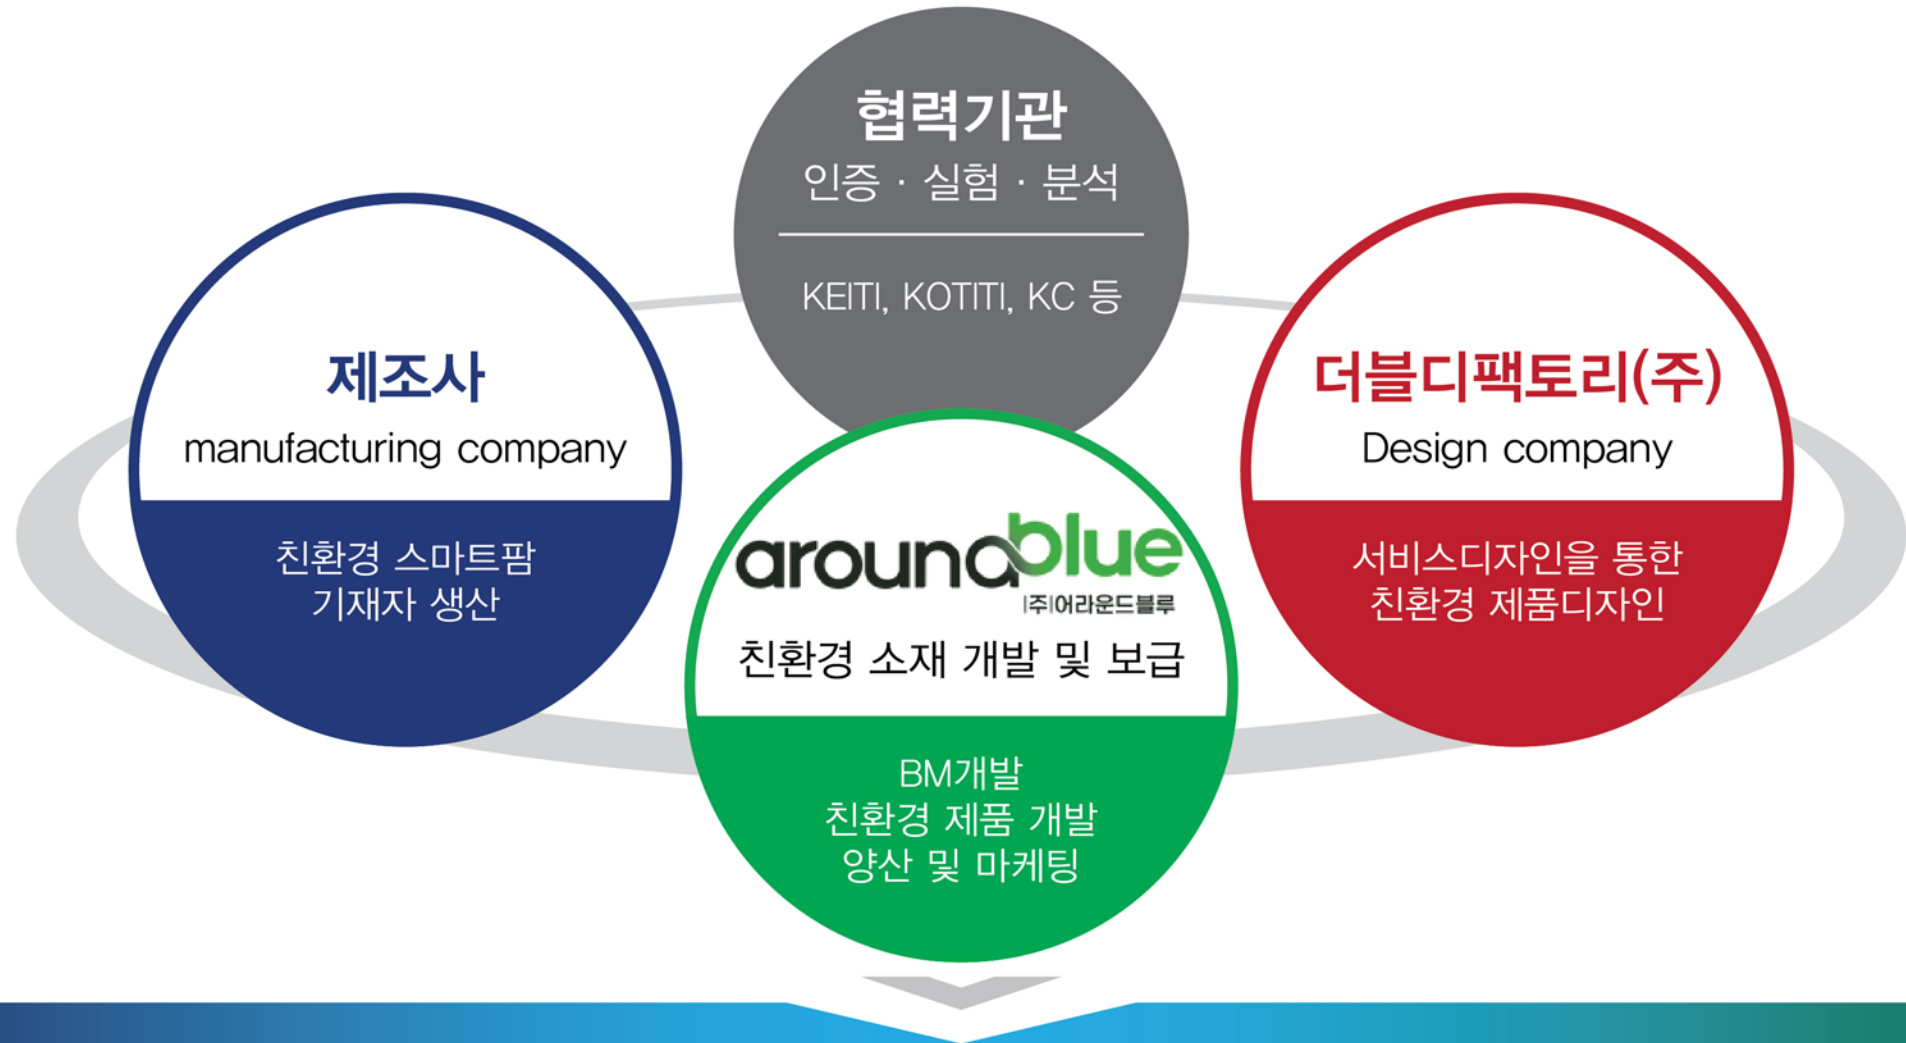 협력기관
인증 · 실험 · 분석
KEITI, KOTITI, KC 등
제조사
manufacturing company
친환경 스마트팜
기재자 생산
더블디팩토리(주)
Design company
서비스디자인을 통한
친환경 제품디자인
aroundblue
|주|어라운드블루
친환경 소재 개발 및 보급
BM개발
친환경 제품 개발
양산 및 마케팅